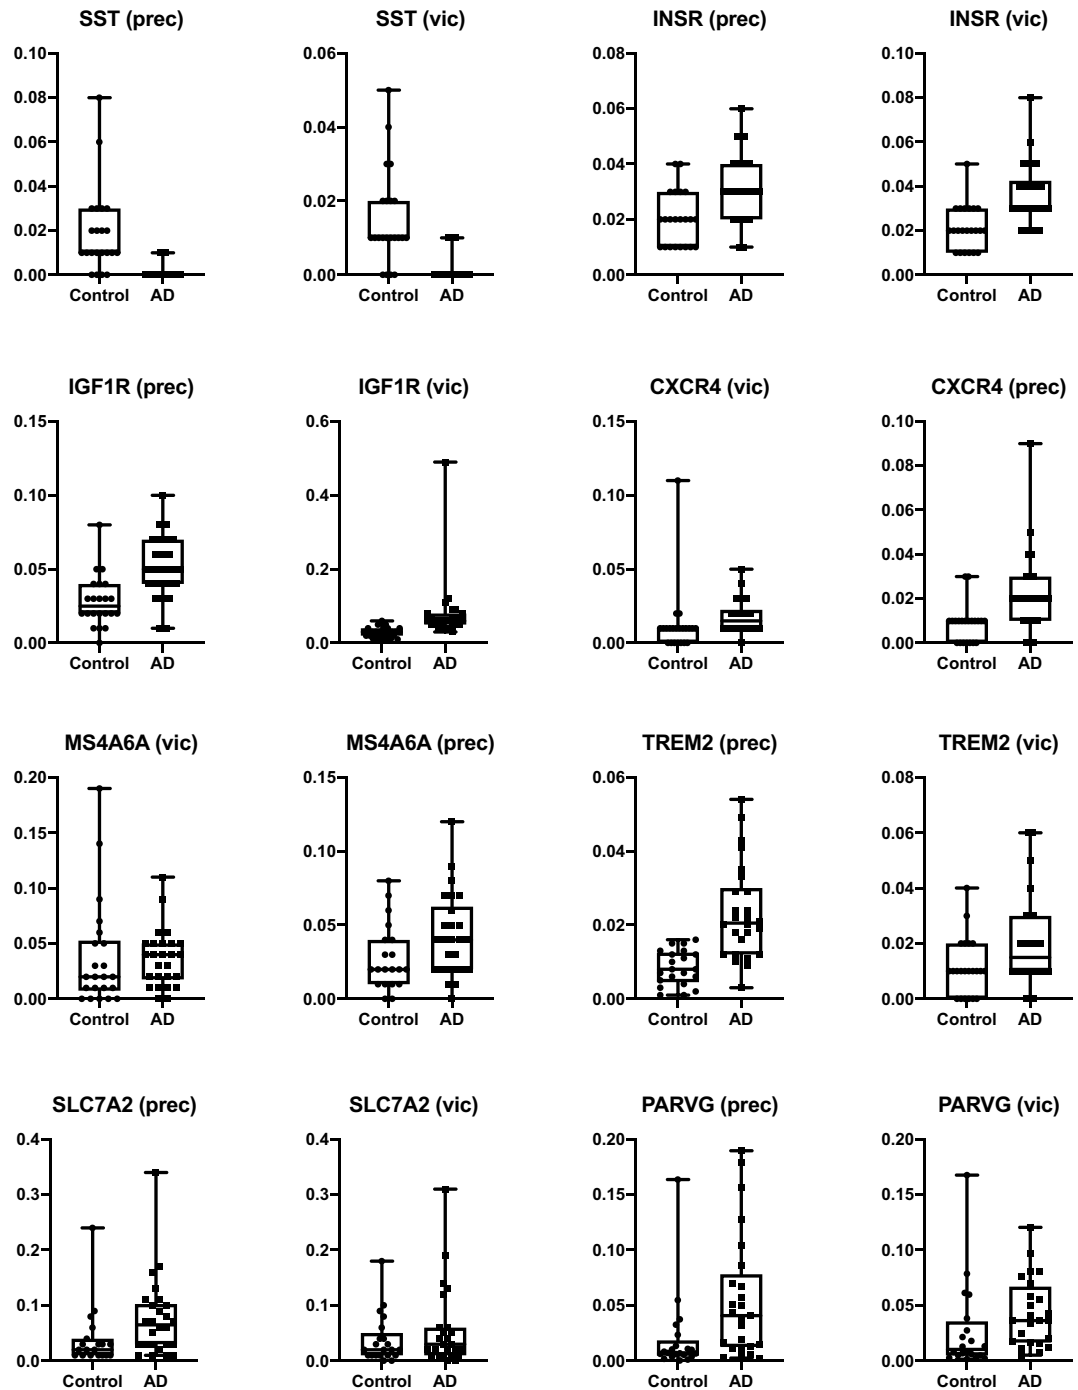 SST (prec) SST (vic) INSR (prec) INSR (vic)
0.10 0.06 0.08 0.08
0.08 0.06 0.06
0.06 0.04
0.04 0.04 0.04
0.02 0.02 0.02 0.02
0.00 0.00 0.00 0.00
Control AD Control AD Control AD Control AD
IGF1R (prec) IGF1R (vic) CXCR4 (vic) CXCR4 (prec)
0.15 0.6 0.15 0.10
0.08
0.10 0.4 0.10
0.06
0.05 0.2 0.05 0.04
0.02
0.00 0.0 0.00 0.00
Control AD Control AD Control AD Control AD
MS4A6A (vic) MS4A6A (prec) TREM2 (prec) TREM2 (vic)
0.20 0.15 0.06 0.08
0.15 0.06
0.10 0.04
0.10 0.04
0.05 0.05 0.02 0.02
0.00 0.00 0.00 0.00
Control AD Control AD Control AD Control AD
SLC7A2 (prec) SLC7A2 (vic) PARVG (prec) PARVG (vic)
0.4 0.4 0.20 0.20
0.3 0.3 0.15 0.15
0.2 0.2 0.10 0.10
0.1 0.1 0.05 0.05
0.0 0.0 0.00 0.00
Control AD Control AD Control AD Control AD